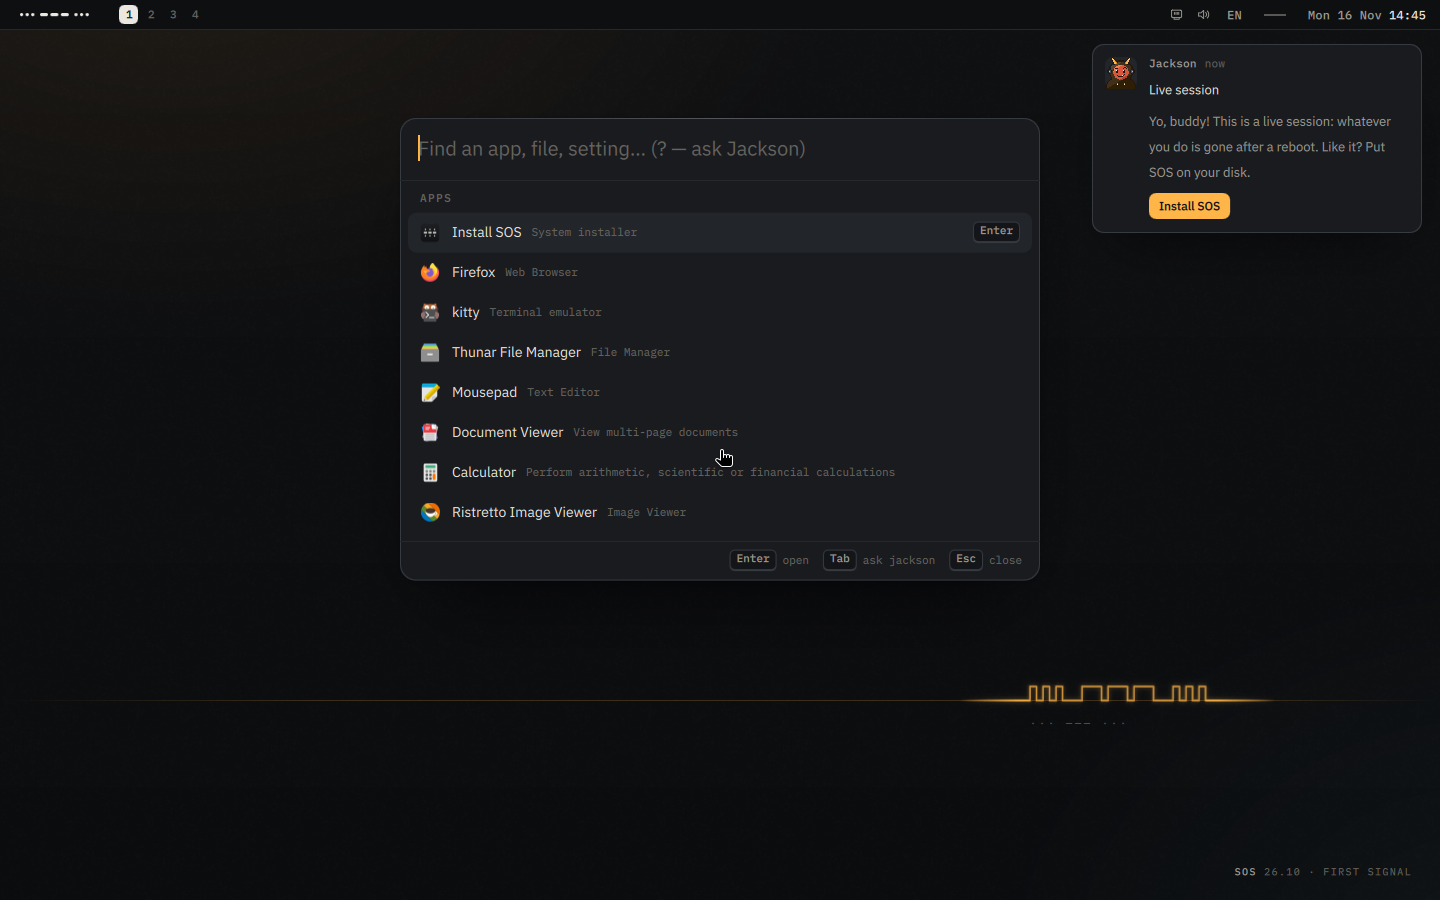 1 2 3 4
EN
Mon 16 Nov 14:45
Jackson now
Live session
Yo, buddy! This is a live session: whatever
you do is gone after a reboot. Like it? Put
SOS on your disk.
Install SOS
Find an app, file, setting... (? — ask Jackson)
APPS
Install SOS System installer Enter
Firefox Web Browser
kitty Terminal emulator
Thunar File Manager File Manager
Mousepad Text Editor
Document Viewer View multi-page documents
Calculator Perform arithmetic, scientific or financial calculations
Ristretto Image Viewer Image Viewer
Enter open Tab ask jackson Esc close
... --- ...
SOS 26.10 · FIRST SIGNAL